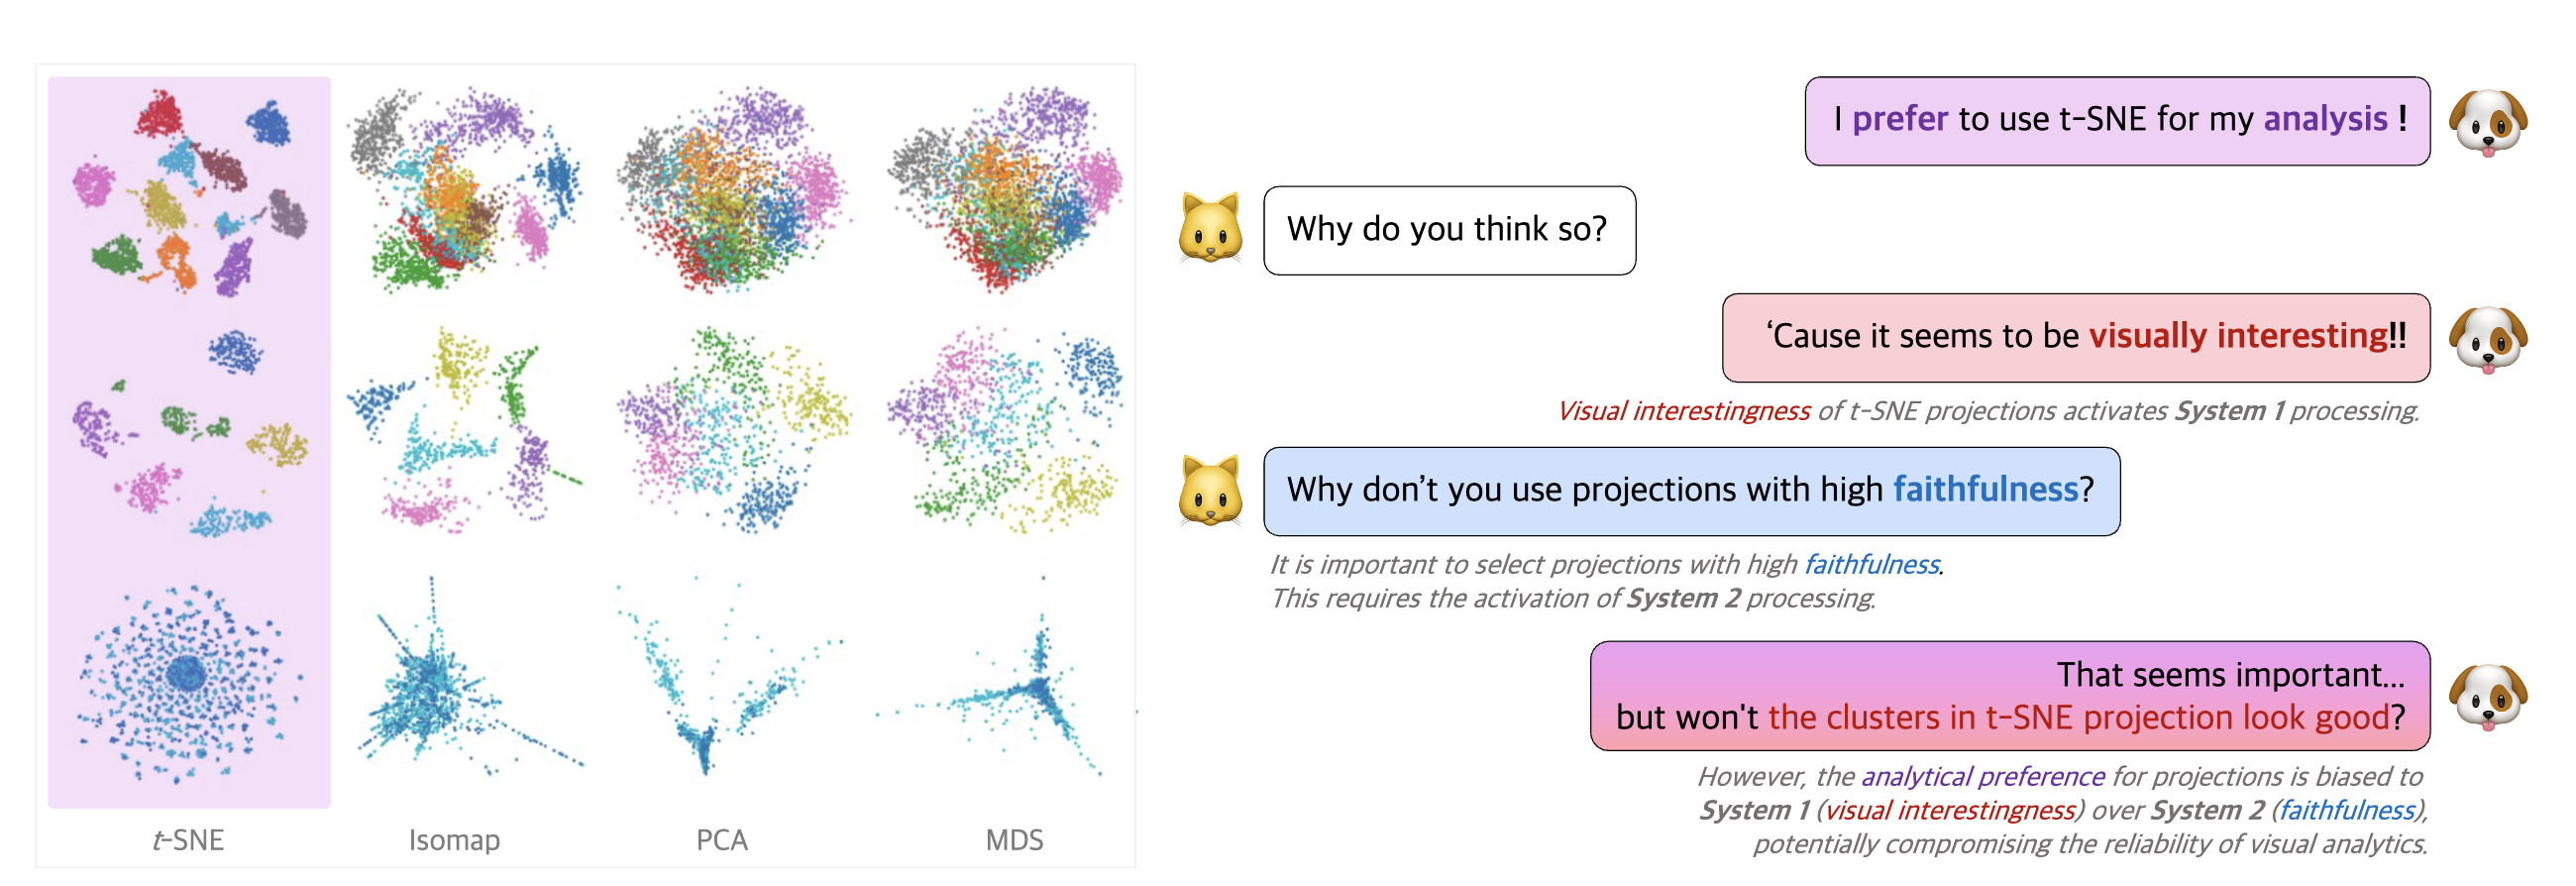 t-SNE
Isomap
PCA
MDS
I prefer to use t-SNE for my analysis !
Why do you think so?
‘Cause it seems to be visually interesting!!
Visual interestingness of t-SNE projections activates System 1 processing.
Why don’t you use projections with high faithfulness?
It is important to select projections with high faithfulness.
This requires the activation of System 2 processing.
That seems important...
but won't the clusters in t-SNE projection look good?
However, the analytical preference for projections is biased to
System 1 (visual interestingness) over System 2 (faithfulness),
potentially compromising the reliability of visual analytics.